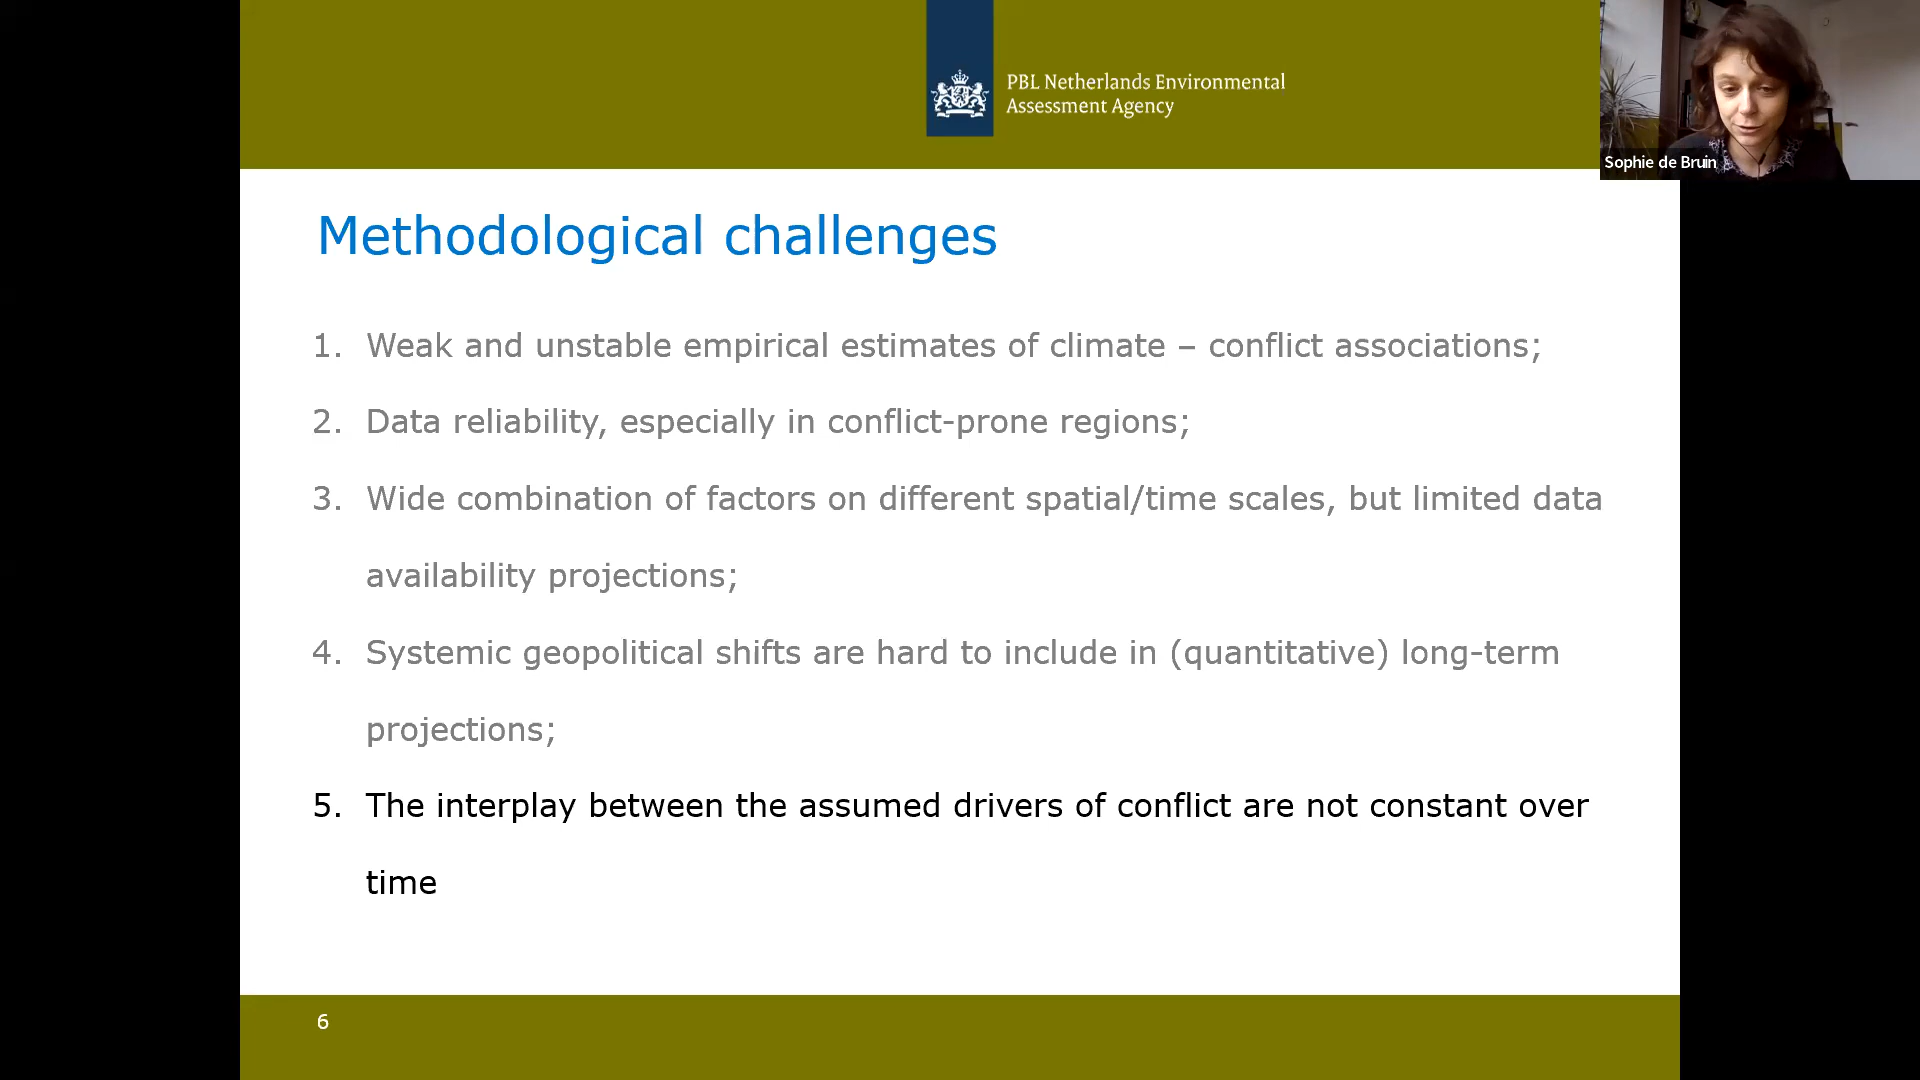 PBL Netherlands Environmental
Assessment Agency
Sophie de Bruin
Methodological challenges
1. Weak and unstable empirical estimates of climate – conflict associations;
2. Data reliability, especially in conflict-prone regions;
3. Wide combination of factors on different spatial/time scales, but limited data
availability projections;
4. Systemic geopolitical shifts are hard to include in (quantitative) long-term
projections;
5. The interplay between the assumed drivers of conflict are not constant over
time
6